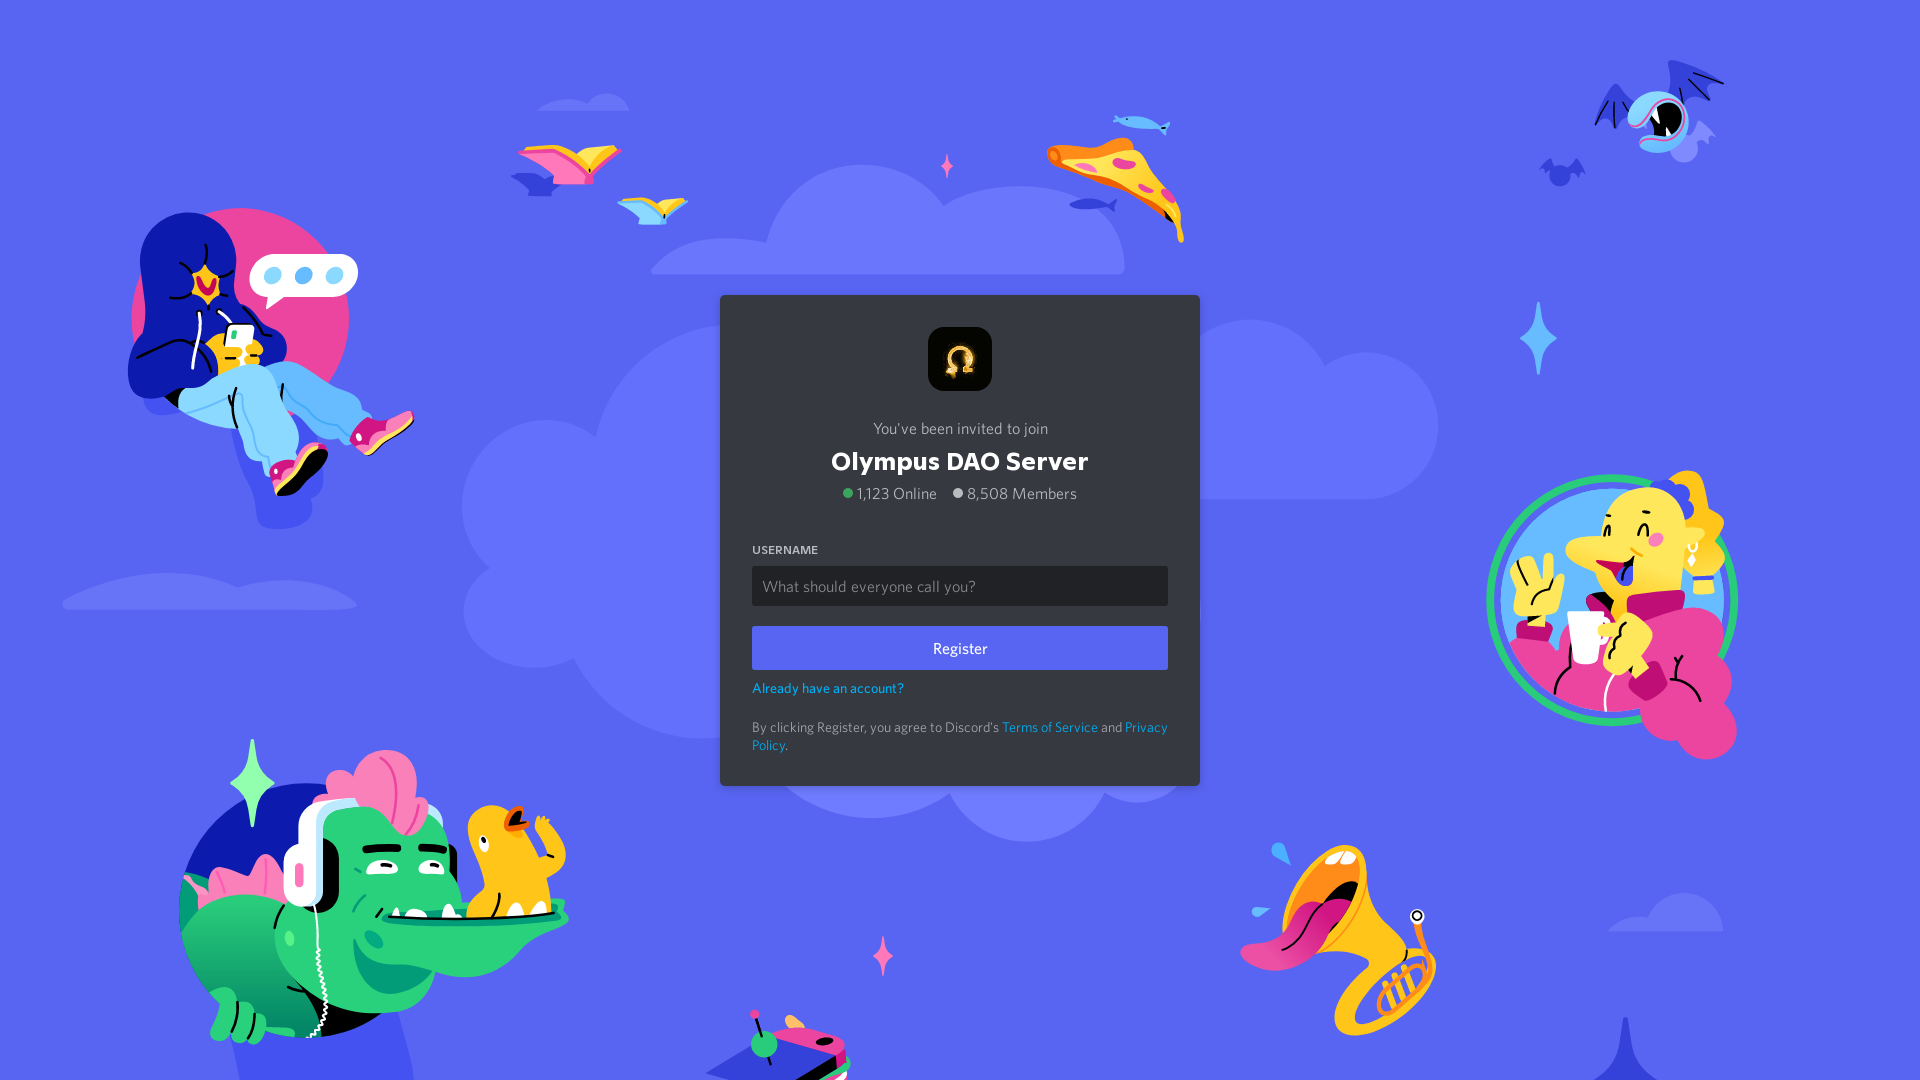 You've been invited to join
Olympus DAO Server
1,123 Online 8,508 Members
USERNAME
What should everyone call you?
Register
Already have an account?
By clicking Register, you agree to Discord's Terms of Service and Privacy
Policy.